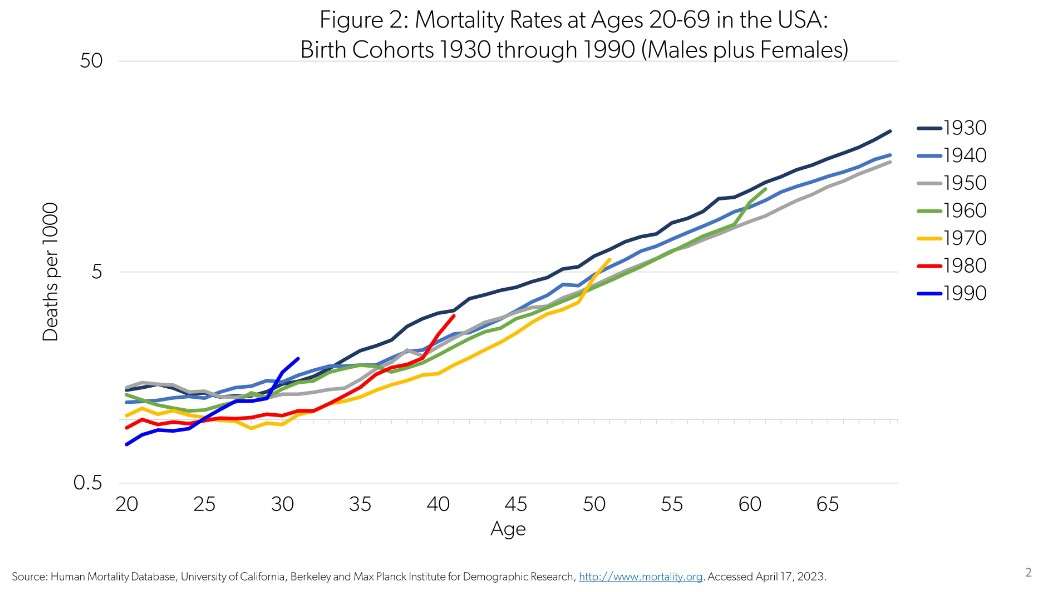 Figure 2: Mortality Rates at Ages 20-69 in the USA:
Birth Cohorts 1930 through 1990 (Males plus Females)
50
5
0.5
Deaths per 1000
20 25 30 35 40 45 50 55 60 65
Age
1930
1940
1950
1960
1970
1980
1990
Source: Human Mortality Database, University of California, Berkeley and Max Planck Institute for Demographic Research, http://www.mortality.org. Accessed April 17, 2023.
2